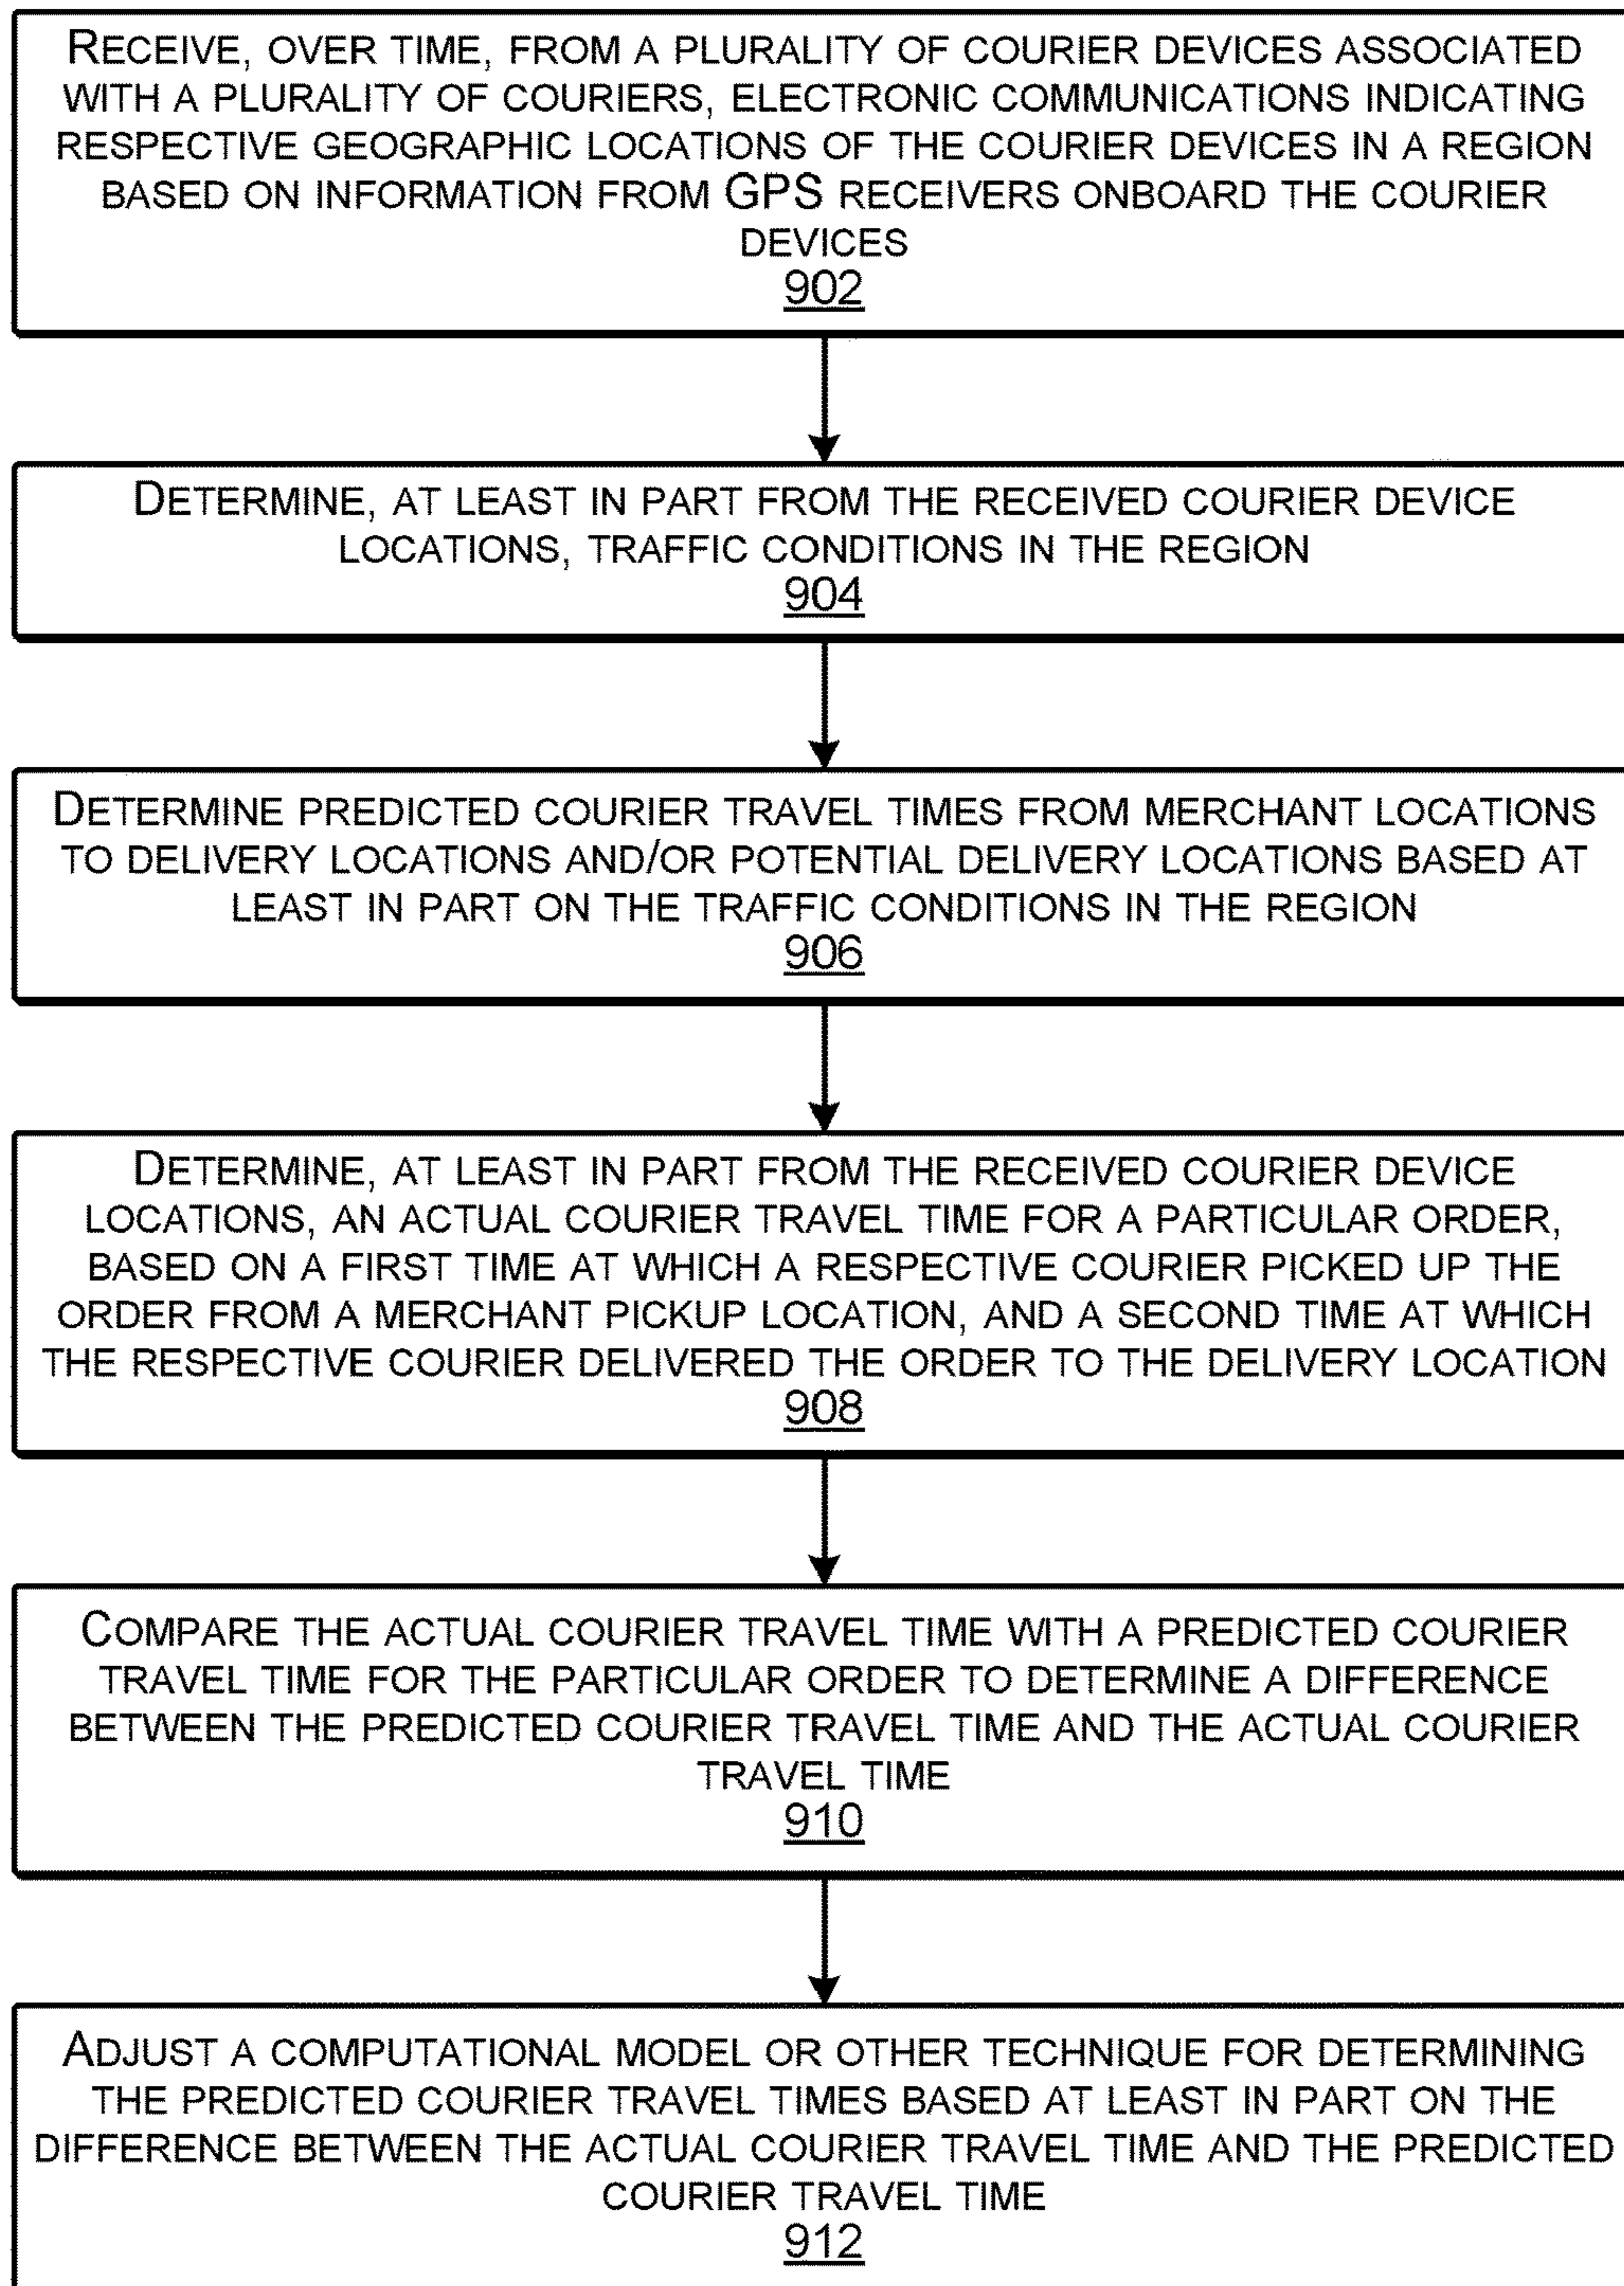 RECEIVE, OVER TIME, FROM A PLURALITY OF COURIER DEVICES ASSOCIATED
WITH A PLURALITY OF COURIERS, ELECTRONIC COMMUNICATIONS INDICATING
RESPECTIVE GEOGRAPHIC LOCATIONS OF THE COURIER DEVICES IN A REGION
BASED ON INFORMATION FROM GPS RECEIVERS ONBOARD THE COURIER
DEVICES
902
DETERMINE, AT LEAST IN PART FROM THE RECEIVED COURIER DEVICE
LOCATIONS, TRAFFIC CONDITIONS IN THE REGION
904
DETERMINE PREDICTED COURIER TRAVEL TIMES FROM MERCHANT LOCATIONS
TO DELIVERY LOCATIONS AND/OR POTENTIAL DELIVERY LOCATIONS BASED AT
LEAST IN PART ON THE TRAFFIC CONDITIONS IN THE REGION
906
DETERMINE, AT LEAST IN PART FROM THE RECEIVED COURIER DEVICE
LOCATIONS, AN ACTUAL COURIER TRAVEL TIME FOR A PARTICULAR ORDER,
BASED ON A FIRST TIME AT WHICH A RESPECTIVE COURIER PICKED UP THE
ORDER FROM A MERCHANT PICKUP LOCATION, AND A SECOND TIME AT WHICH
THE RESPECTIVE COURIER DELIVERED THE ORDER TO THE DELIVERY LOCATION
908
COMPARE THE ACTUAL COURIER TRAVEL TIME WITH A PREDICTED COURIER
TRAVEL TIME FOR THE PARTICULAR ORDER TO DETERMINE A DIFFERENCE
BETWEEN THE PREDICTED COURIER TRAVEL TIME AND THE ACTUAL COURIER
TRAVEL TIME
910
ADJUST A COMPUTATIONAL MODEL OR OTHER TECHNIQUE FOR DETERMINING
THE PREDICTED COURIER TRAVEL TIMES BASED AT LEAST IN PART ON THE
DIFFERENCE BETWEEN THE ACTUAL COURIER TRAVEL TIME AND THE PREDICTED
COURIER TRAVEL TIME
912